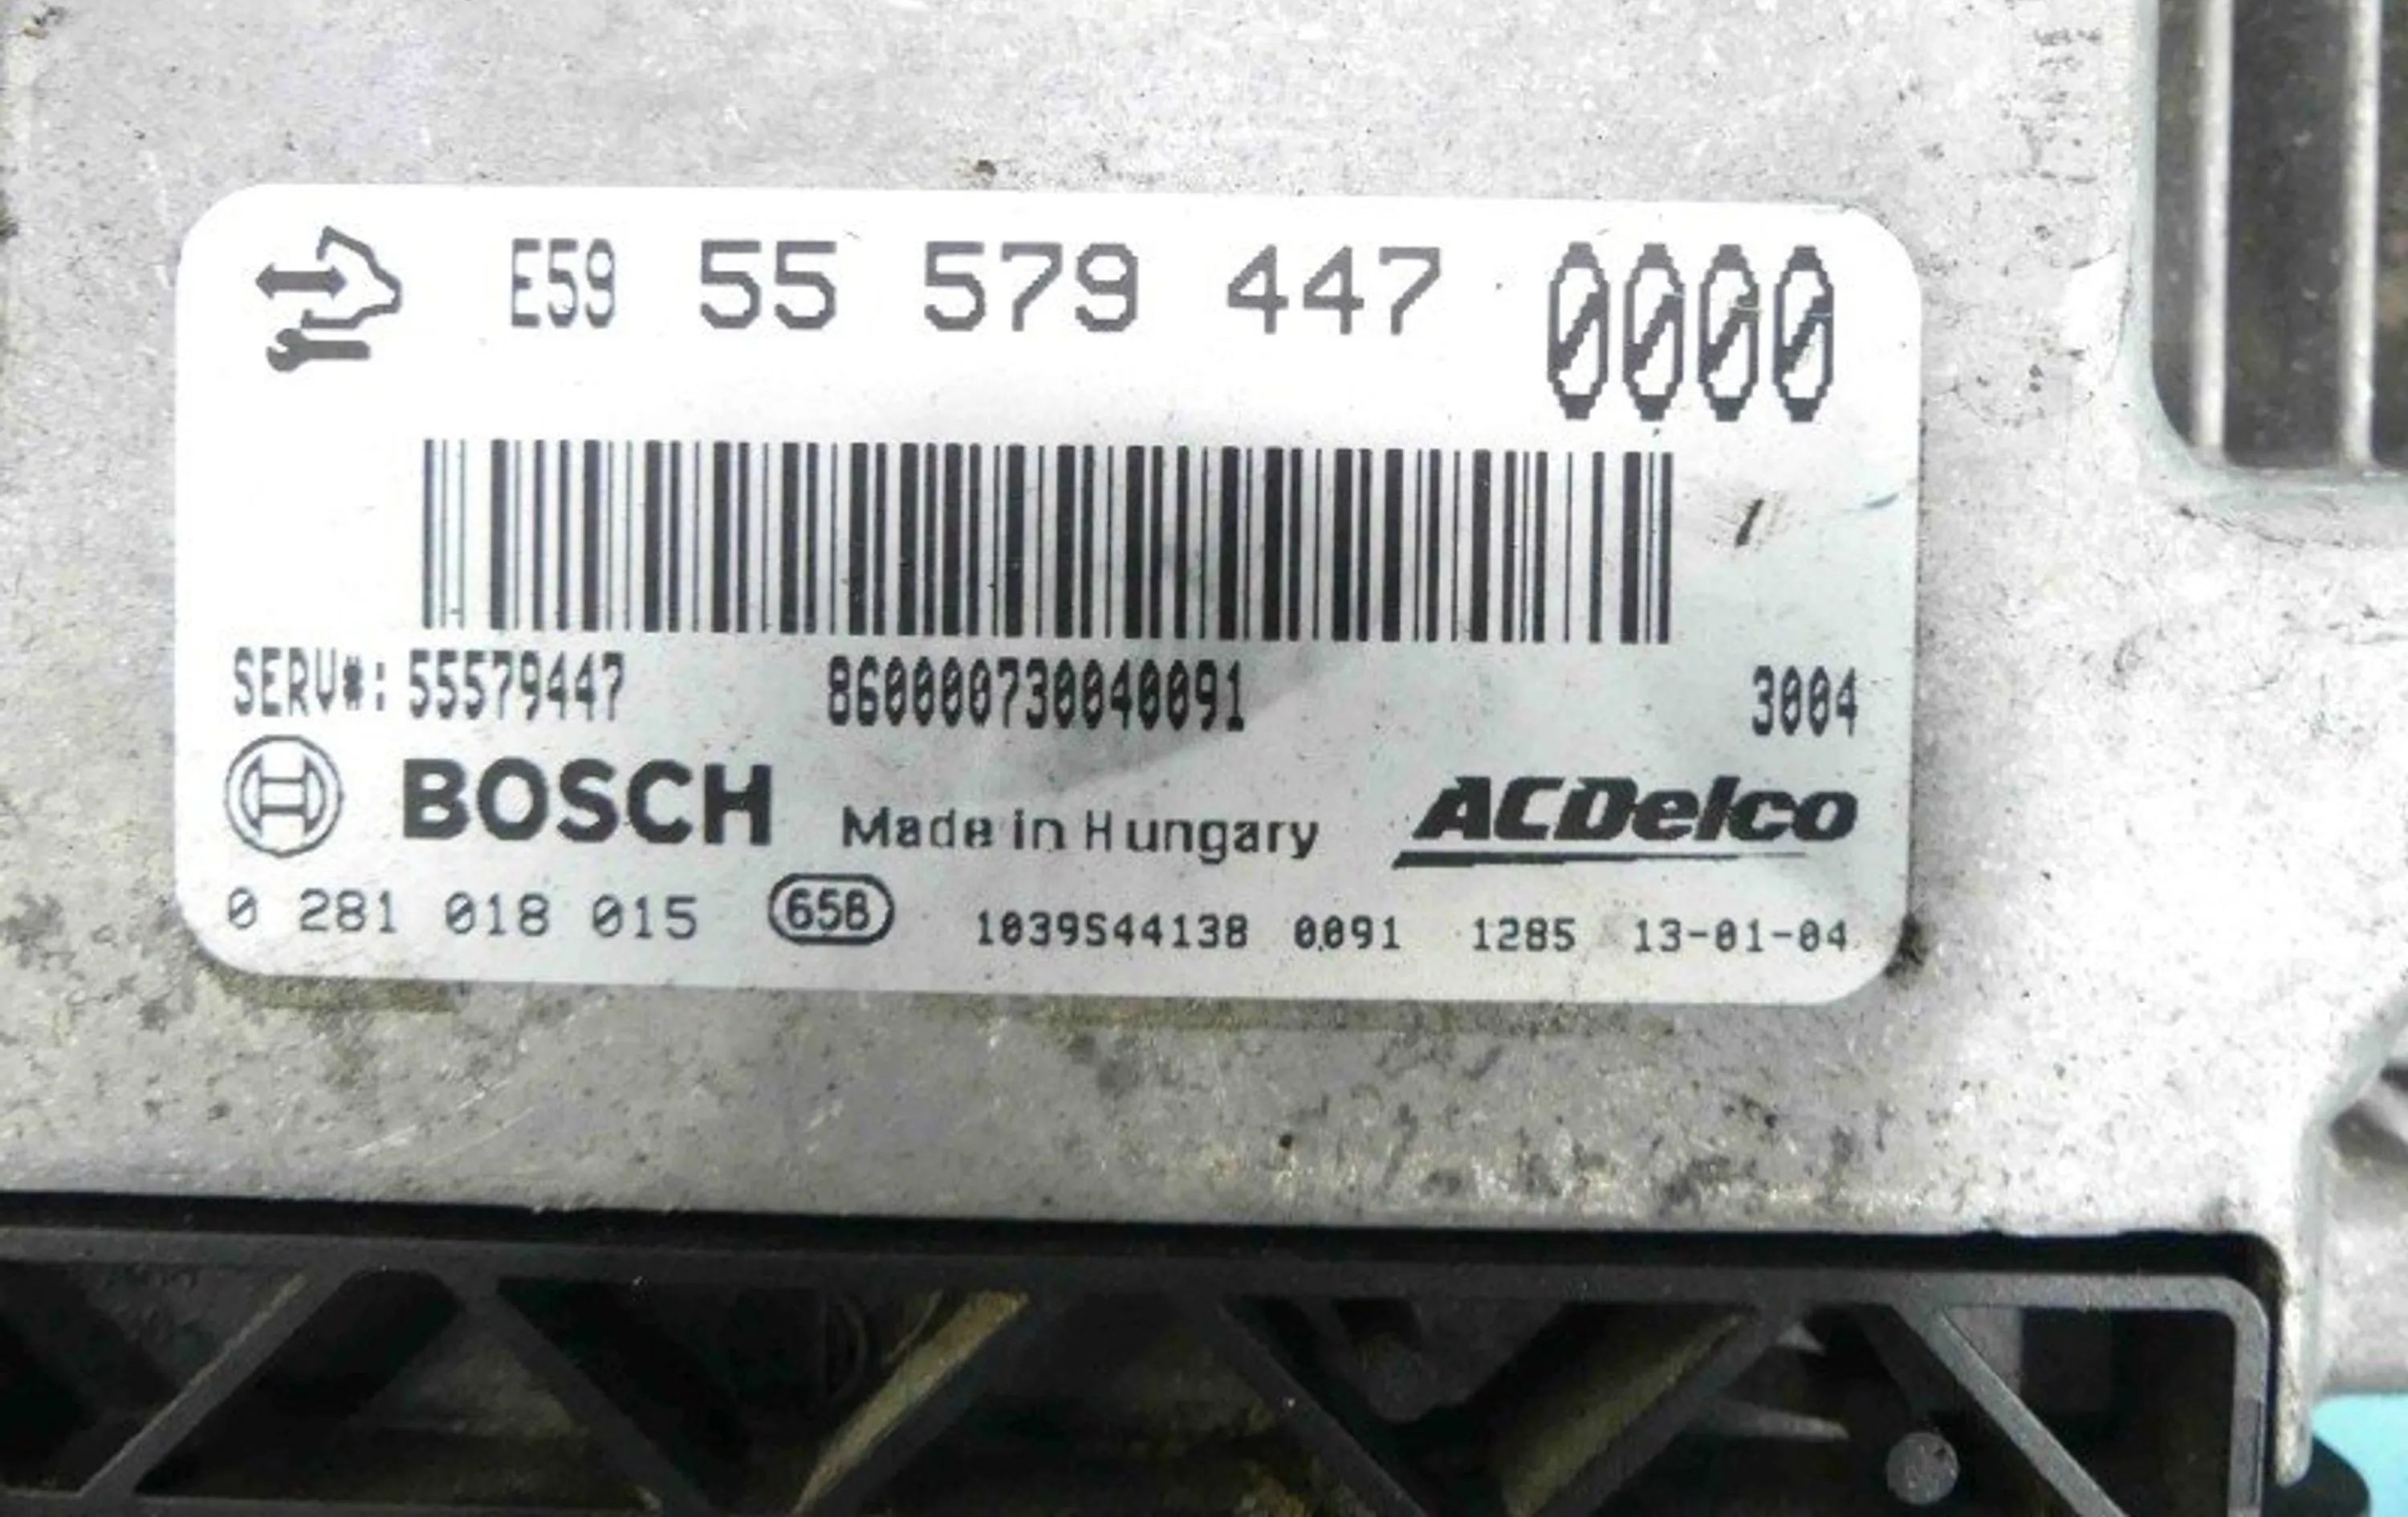 E59 55 579 447 0000
SERV#: 55579447 860000730040091 3004
BOSCH Made in Hungary ACDelco
0 281 018 015 65B 1039S44138 0091 1285 13-01-04